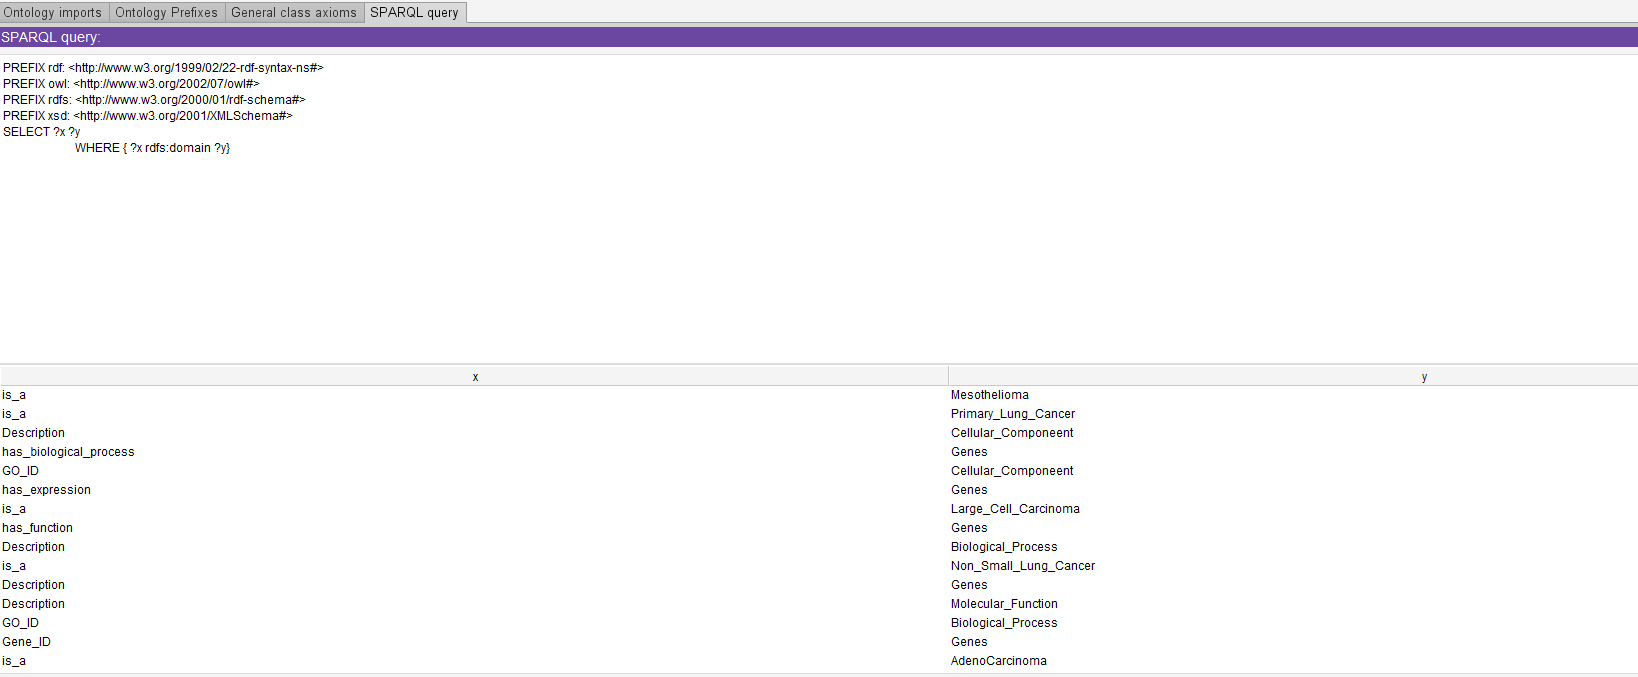 Ontology imports Ontology Prefixes General class axioms SPARQL query
SPARQL query:
PREFIX rdf: <http://www.w3.org/1999/02/22-rdf-syntax-ns#>
PREFIX owl: <http://www.w3.org/2002/07/owl#>
PREFIX rdfs: <http://www.w3.org/2000/01/rdf-schema#>
PREFIX xsd: <http://www.w3.org/2001/XMLSchema#>
SELECT ?x ?y
WHERE { ?x rdfs:domain ?y}
x y
is_a Mesothelioma
is_a Primary_Lung_Cancer
Description Cellular_Componeent
has_biological_process Genes
GO_ID Cellular_Componeent
has_expression Genes
is_a Large_Cell_Carcinoma
has_function Genes
Description Biological_Process
is_a Non_Small_Lung_Cancer
Description Genes
Description Molecular_Function
GO_ID Biological_Process
Gene_ID Genes
is_a AdenoCarcinoma